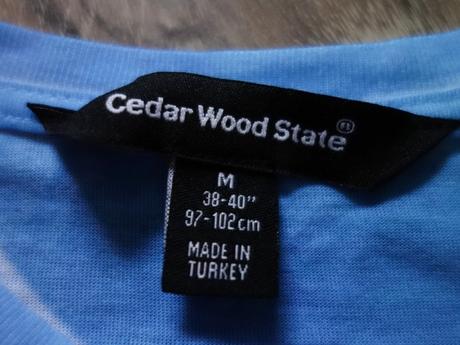 Cedar Wood State®
M
38-40"
97-102cm
MADE IN
TURKEY